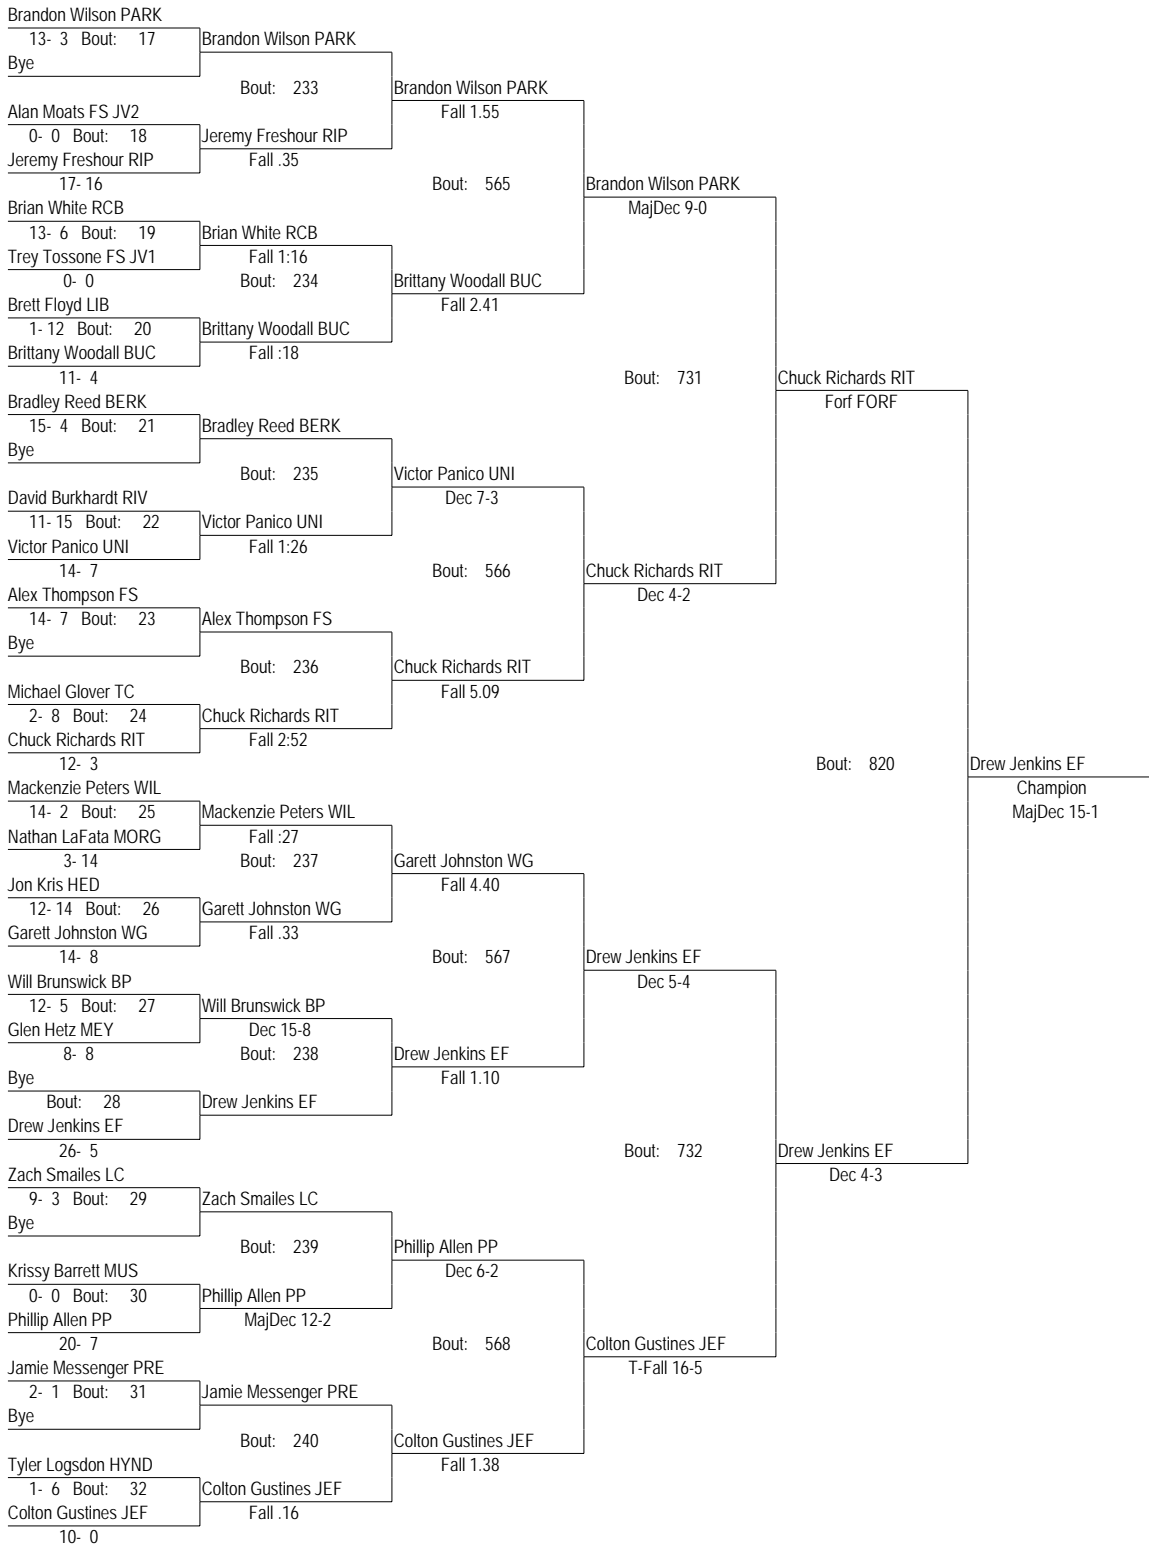 Brandon Wilson PARK
13- 3 Bout: 17
Bye
Brandon Wilson PARK
Bout: 233
Alan Moats FS JV2
0- 0 Bout: 18
Jeremy Freshour RIP
17- 16
Jeremy Freshour RIP
Fall .35
Brandon Wilson PARK
Fall 1.55
Bout: 565
Brian White RCB
13- 6 Bout: 19
Trey Tossone FS JV1
0- 0
Brian White RCB
Fall 1:16
Bout: 234
Brett Floyd LIB
1- 12 Bout: 20
Brittany Woodall BUC
11- 4
Brittany Woodall BUC
Fall :18
Brittany Woodall BUC
Fall 2.41
Brandon Wilson PARK
MajDec 9-0
Bout: 731
Bradley Reed BERK
15- 4 Bout: 21
Bye
Bradley Reed BERK
Bout: 235
David Burkhardt RIV
11- 15 Bout: 22
Victor Panico UNI
14- 7
Victor Panico UNI
Fall 1:26
Victor Panico UNI
Dec 7-3
Bout: 566
Alex Thompson FS
14- 7 Bout: 23
Bye
Alex Thompson FS
Bout: 236
Michael Glover TC
2- 8 Bout: 24
Chuck Richards RIT
12- 3
Chuck Richards RIT
Fall 2:52
Chuck Richards RIT
Fall 5.09
Chuck Richards RIT
Dec 4-2
Chuck Richards RIT
Forf FORF
Bout: 820
Drew Jenkins EF
Champion
MajDec 15-1
Mackenzie Peters WIL
14- 2 Bout: 25
Nathan LaFata MORG
3- 14
Mackenzie Peters WIL
Fall :27
Bout: 237
Jon Kris HED
12- 14 Bout: 26
Garett Johnston WG
14- 8
Garett Johnston WG
Fall .33
Garett Johnston WG
Fall 4.40
Bout: 567
Will Brunswick BP
12- 5 Bout: 27
Glen Hetz MEY
8- 8
Will Brunswick BP
Dec 15-8
Bout: 238
Bye
Bout: 28
Drew Jenkins EF
26- 5
Drew Jenkins EF
Drew Jenkins EF
Fall 1.10
Drew Jenkins EF
Dec 5-4
Bout: 732
Drew Jenkins EF
Dec 4-3
Zach Smailes LC
9- 3 Bout: 29
Bye
Zach Smailes LC
Bout: 239
Krissy Barrett MUS
0- 0 Bout: 30
Phillip Allen PP
20- 7
Phillip Allen PP
MajDec 12-2
Phillip Allen PP
Dec 6-2
Bout: 568
Jamie Messenger PRE
2- 1 Bout: 31
Bye
Jamie Messenger PRE
Bout: 240
Tyler Logsdon HYND
1- 6 Bout: 32
Colton Gustines JEF
10- 0
Colton Gustines JEF
Fall .16
Colton Gustines JEF
Fall 1.38
Colton Gustines JEF
T-Fall 16-5